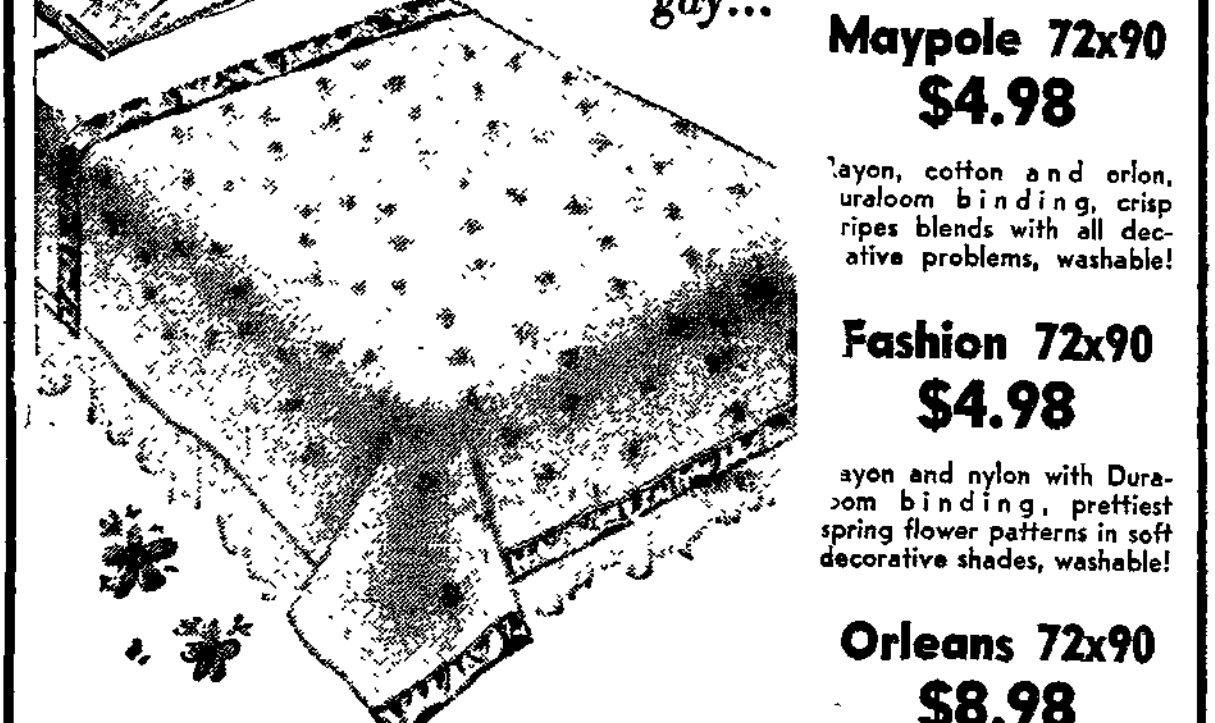 gay...
Maypole 72x90
$4.98
ayon, cotton and orlon,
uraloom binding, crisp
ripes blends with all dec-
ative problems, washable!
Fashion 72x90
$4.98
ayon and nylon with Dura-
oom binding, prettiest
spring flower patterns in soft
decorative shades, washable!
Orleans 72x90
$8.98